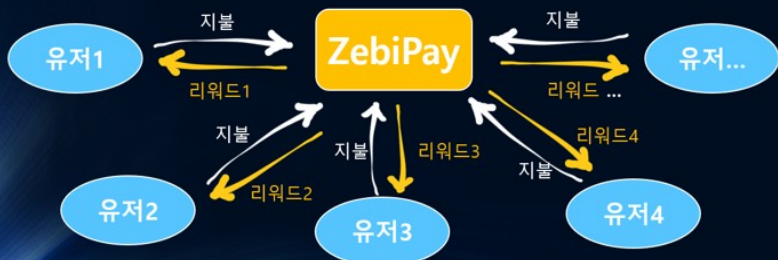 지불
지불
ZebiPay
유저1
유저...
리워드1
리워드 ...
지불
지불
리워드3
리워드4
지불
리워드2
유저2
유저3
유저4